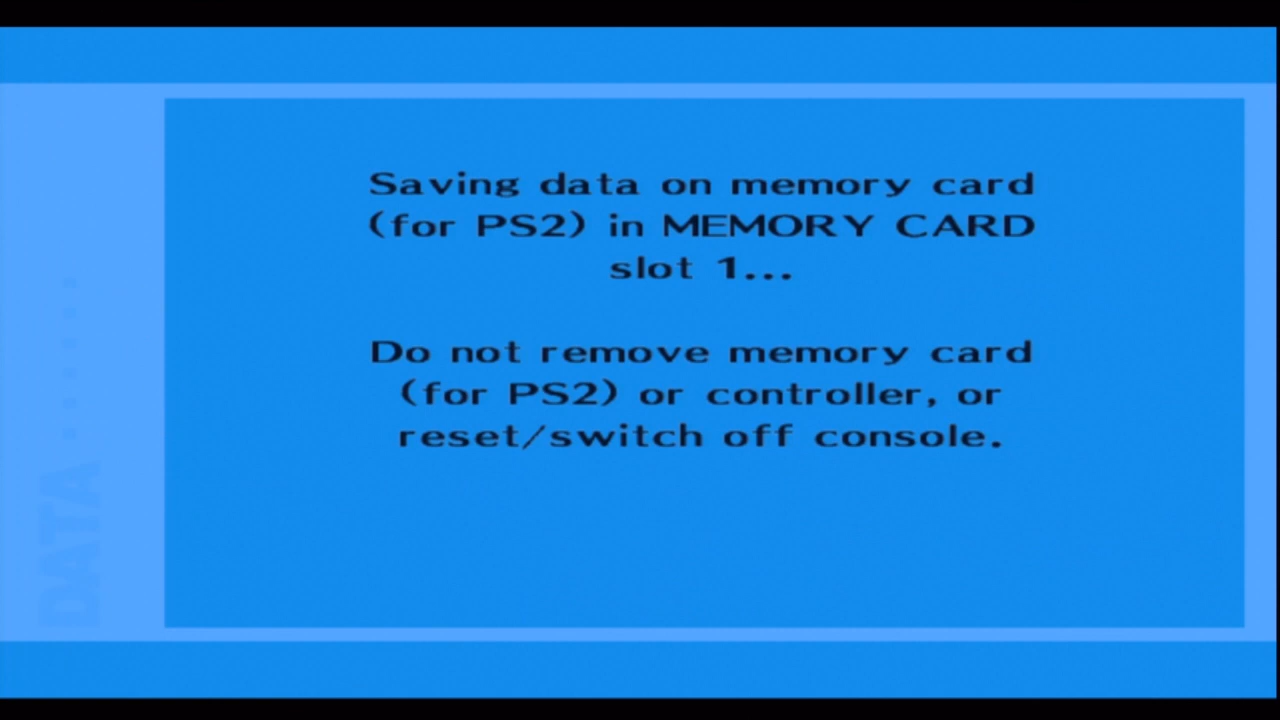 Saving data on memory card
(for PS2) in MEMORY CARD
slot 1...
Do not remove memory card
(for PS2) or controller, or
reset/switch off console.
DATA ......